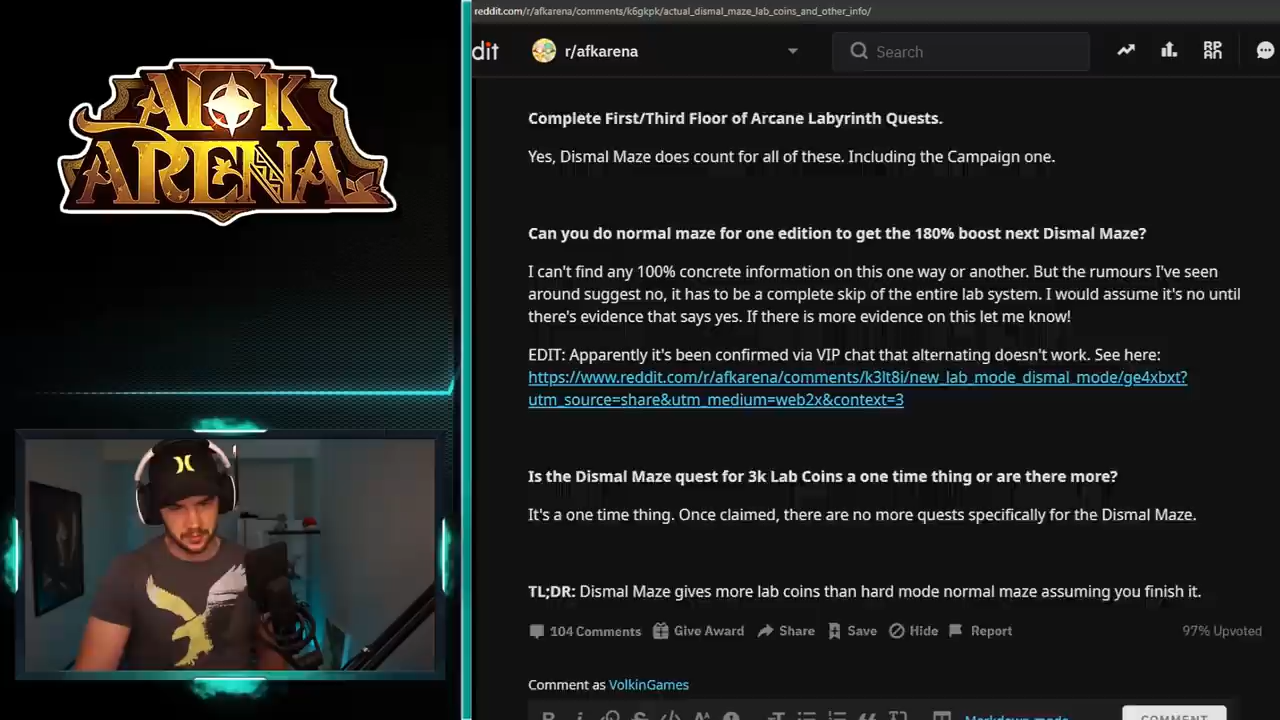 reddit.com/r/afkarena/comments/k6gkpk/actual_dismal_maze_lab_coins_and_other_info/
dit r/afkarena Search
ARENA
Complete First/Third Floor of Arcane Labyrinth Quests.
Yes, Dismal Maze does count for all of these. Including the Campaign one.
Can you do normal maze for one edition to get the 180% boost next Dismal Maze?
I can't find any 100% concrete information on this one way or another. But the rumours I've seen
around suggest no, it has to be a complete skip of the entire lab system. I would assume it's no until
there's evidence that says yes. If there is more evidence on this let me know!
EDIT: Apparently it's been confirmed via VIP chat that alternating doesn't work. See here:
https://www.reddit.com/r/afkarena/comments/k3lt8i/new_lab_mode_dismal_mode/ge4xbxt?
utm_source=share&utm_medium=web2x&context=3
Is the Dismal Maze quest for 3k Lab Coins a one time thing or are there more?
It's a one time thing. Once claimed, there are no more quests specifically for the Dismal Maze.
TL;DR: Dismal Maze gives more lab coins than hard mode normal maze assuming you finish it.
104 Comments Give Award Share Save Hide Report 97% Upvoted
Comment as VolkinGames
Markdown mode COMMENT